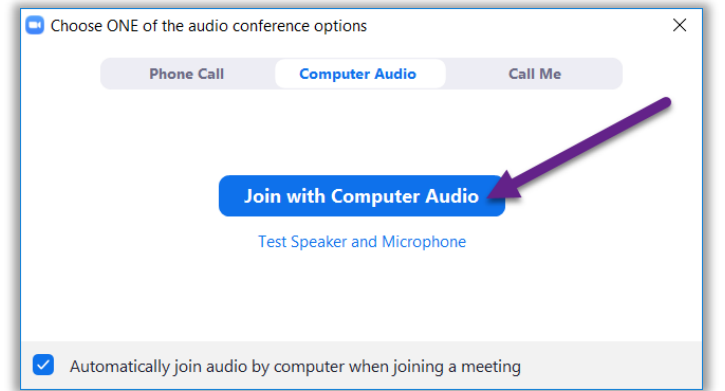 Choose ONE of the audio conference options
Phone Call Computer Audio Call Me
Join with Computer Audio
Test Speaker and Microphone
Automatically join audio by computer when joining a meeting